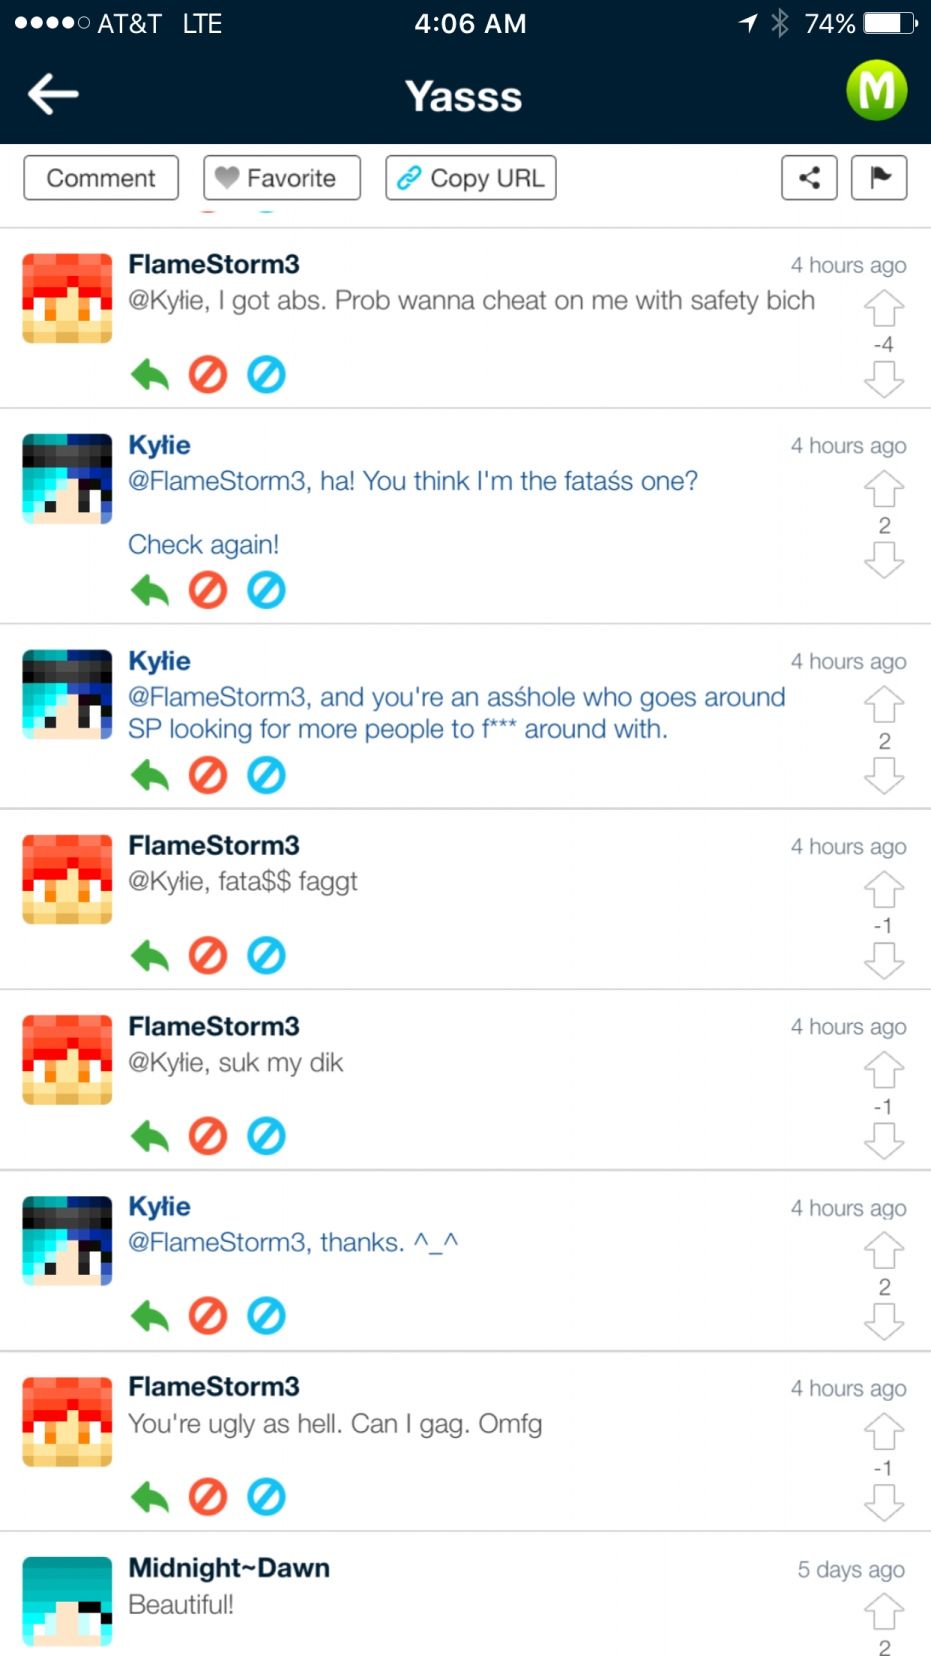 AT&T LTE 4:06 AM 74%
Yasss M
Comment Favorite Copy URL
FlameStorm3 4 hours ago
@Kyłie, I got abs. Prob wanna cheat on me with safety bich
-4
Kyłie 4 hours ago
@FlameStorm3, ha! You think I'm the fataśs one?
2
Check again!
Kyłie 4 hours ago
@FlameStorm3, and you're an asśhole who goes around
SP looking for more people to f*** around with.
2
FlameStorm3 4 hours ago
@Kyłie, fata$$ faggt
-1
FlameStorm3 4 hours ago
@Kyłie, suk my dik
-1
Kyłie 4 hours ago
@FlameStorm3, thanks. ^_^
2
FlameStorm3 4 hours ago
You're ugly as hell. Can I gag. Omfg
-1
Midnight~Dawn 5 days ago
Beautiful!
2